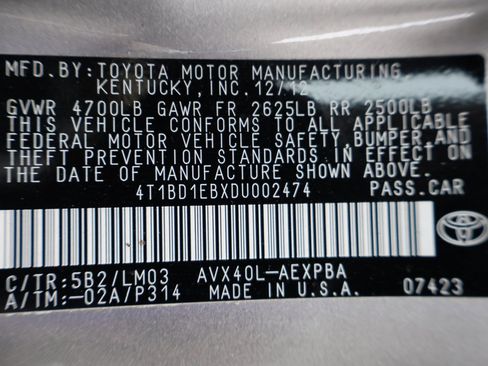 MFD.BY:TOYOTA MOTOR MANUFACTURING,
KENTUCKY,INC.12/12
GVWR 4700LB GAWR FR 2625LB RR 2500LB
THIS VEHICLE CONFORMS TO ALL APPLICABLE
FEDERAL MOTOR VEHICLE SAFETY,BUMPER,AND
THEFT PREVENTION STANDARDS IN EFFECT ON
THE DATE OF MANUFACTURE SHOWN ABOVE.
4T1BD1EBXDU002474 PASS.CAR
C/TR:5B2/LM03 AVX40L-AEXPBA
A/TM:-02A/P314 MADE IN U.S.A. 07423